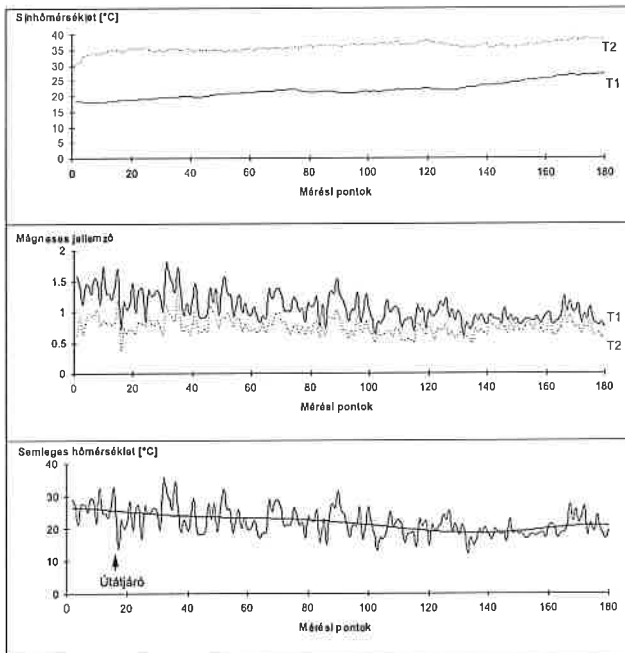 Sínhőmérséklet [°C]
40
35
30
25
20
15
10
5
0
T2
T1
0 20 40 60 80 100 120 140 160 180
Mérési pontok
Mágneses jellemző
2
1.5
1
0.5
0
T1
T2
0 20 40 60 80 100 120 140 160 180
Mérési pontok
Semleges hőmérséklet [°C]
40
30
20
10
0
Útátjáró
0 20 40 60 80 100 120 140 160 180
Mérési pontok